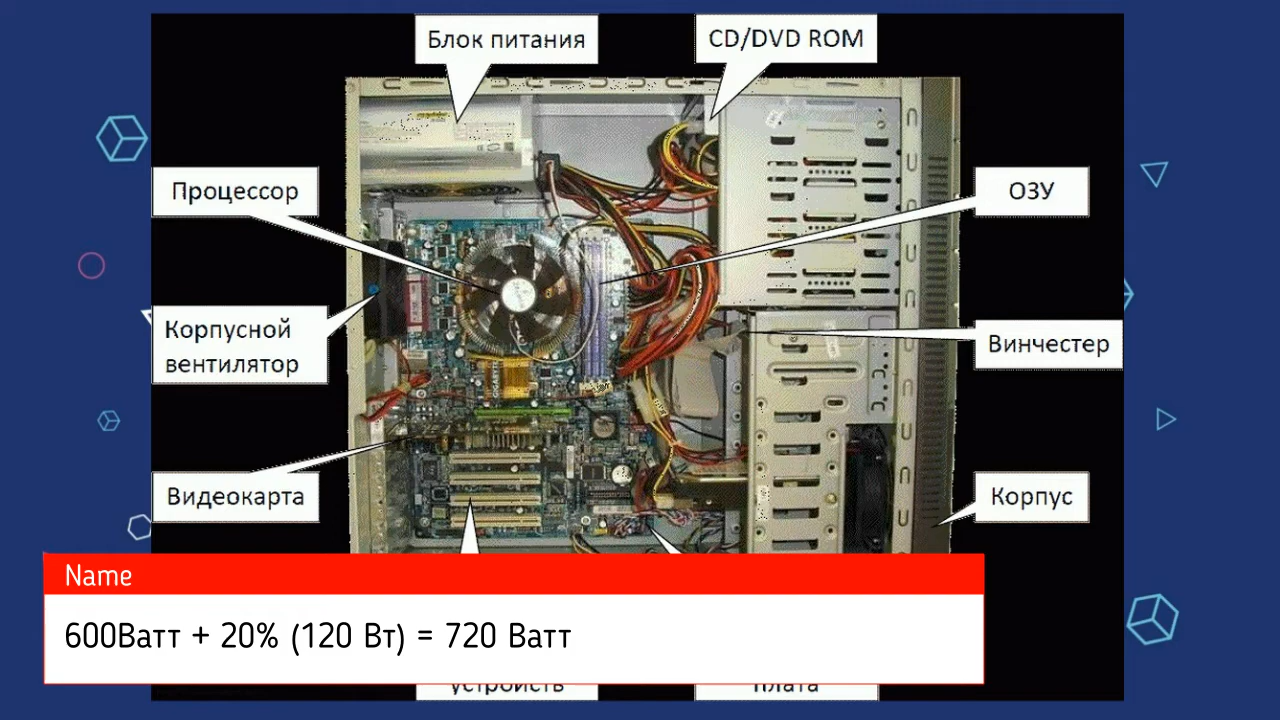 Блок питания
CD/DVD ROM
Процессор
ОЗУ
Корпусной
вентилятор
Винчестер
Видеокарта
Корпус
Name
600Ватт + 20% (120 Вт) = 720 Ватт
устройств
плата